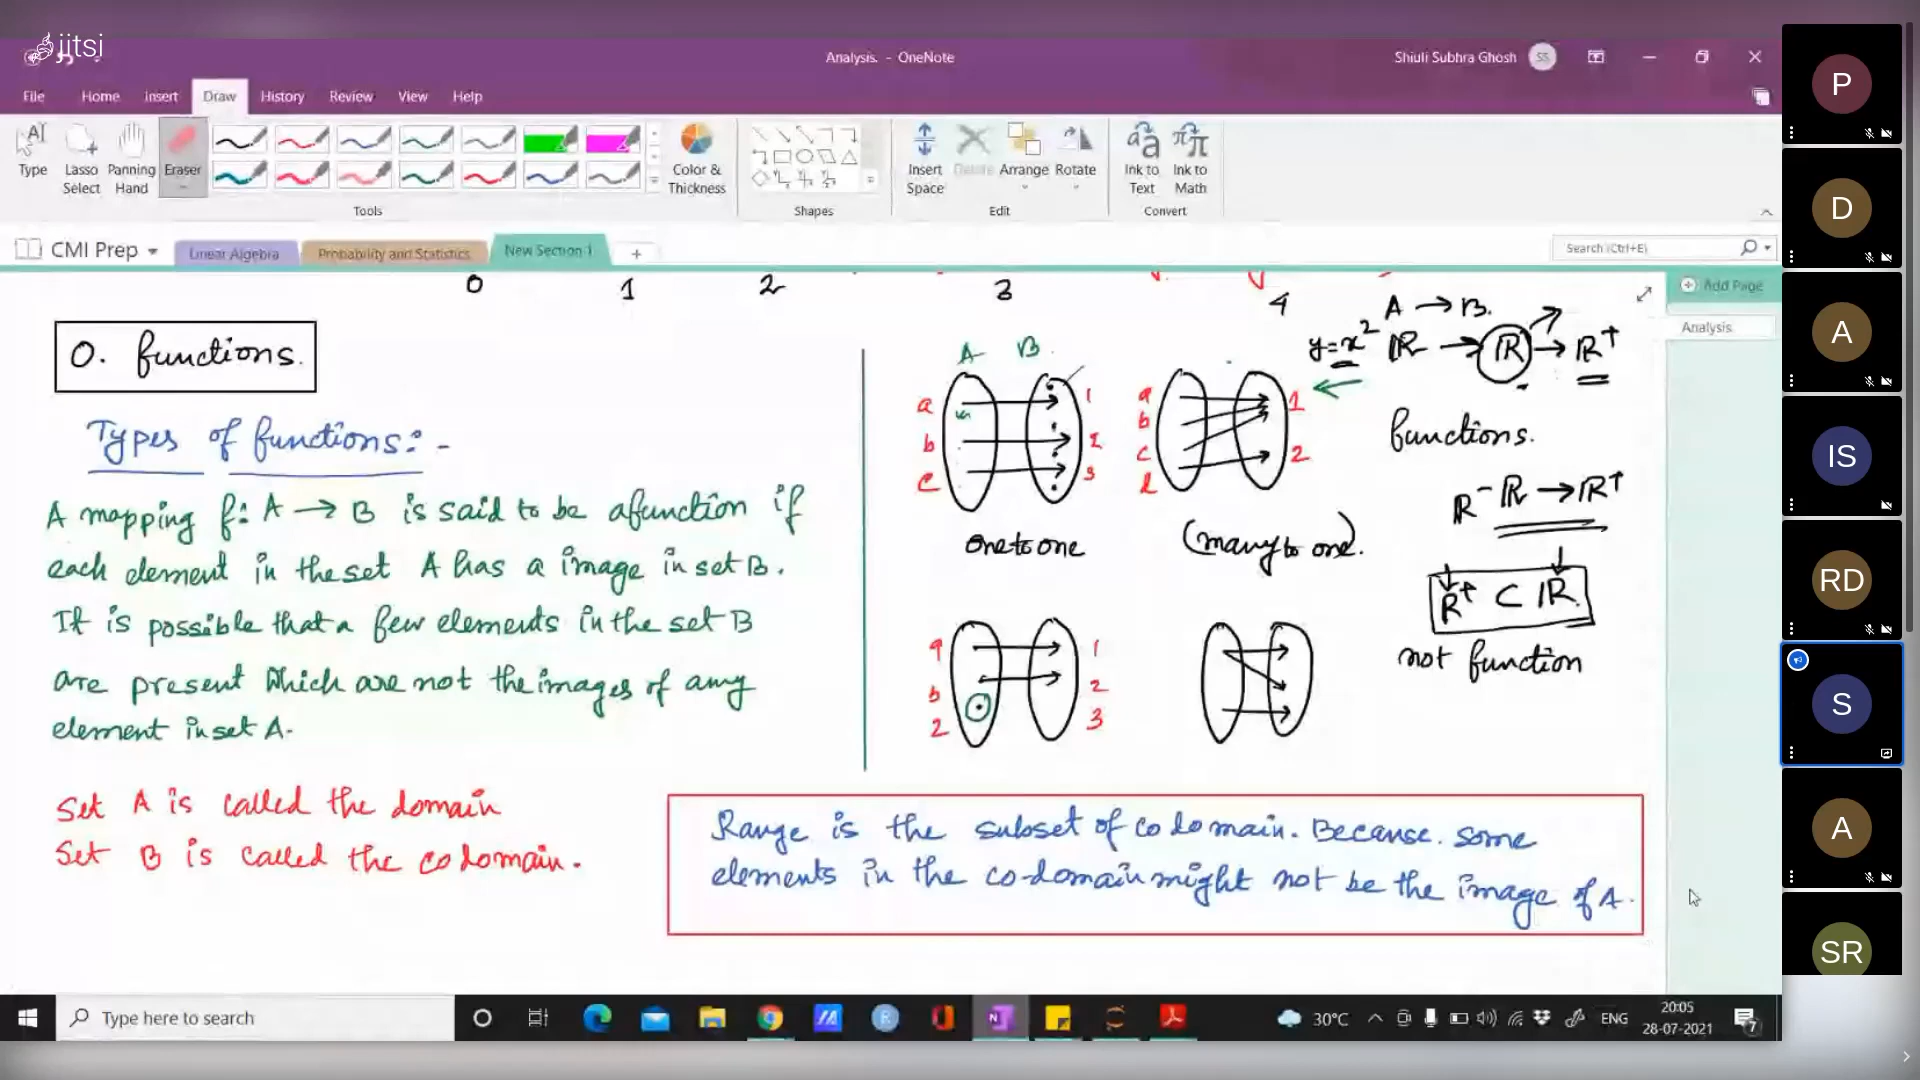 jitsi
Analysis. - OneNote
Shiuli Subhra Ghosh
SS
File Home Insert Draw History Review View Help
Type
Lasso Select
Panning Hand
Eraser
Color & Thickness
Insert Space
Delete
Arrange
Rotate
Ink to Text
Ink to Math
Tools
Shapes
Edit
Convert
CMI Prep
Linear Algebra
Probability and Statistics
New Section 1
Search (Ctrl+E)
Add Page
Analysis
0 1 2 3 4
0. functions.
Types of functions: -
A mapping f: A → B is said to be a function if
each element in the set A has a image in set B.
It is possible that a few elements in the set B
are present which are not the images of any
element in set A.
Set A is called the domain
Set B is called the codomain.
A B
a 1
b 2
c 3
one to one
a 1
b
c 2
d
(many to one).
A → B.
y=x² R → R → R⁺
functions.
R⁻ R → R⁺
R⁺ ⊂ R
not function
a 1
b 2
2 3
Range is the subset of co domain. Because some
elements in the co-domain might not be the image of A.
P
D
A
IS
RD
S
A
SR
Type here to search
30°C
ENG
20:05
28-07-2021
7